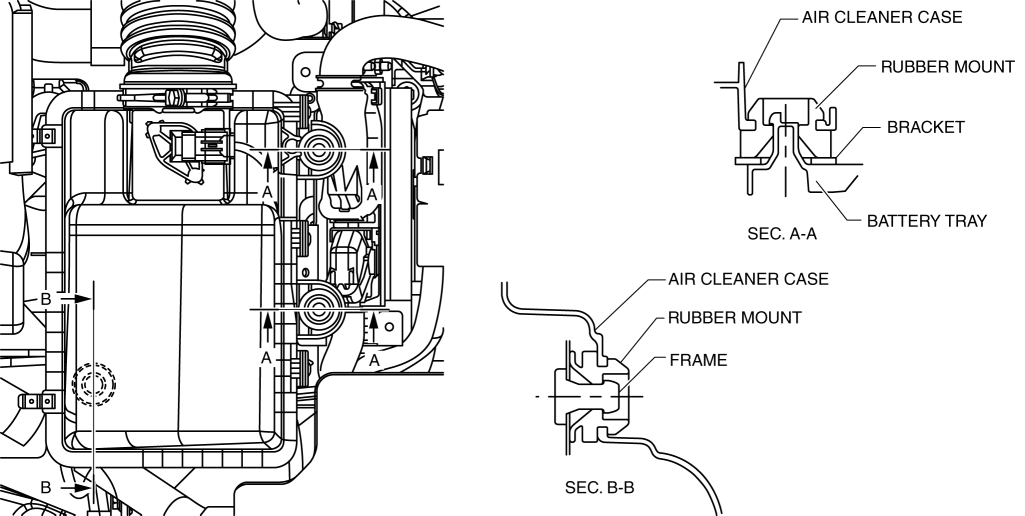 AIR CLEANER CASE
RUBBER MOUNT
BRACKET
BATTERY TRAY
SEC. A-A
A
A
B
A
A
B
AIR CLEANER CASE
RUBBER MOUNT
FRAME
SEC. B-B